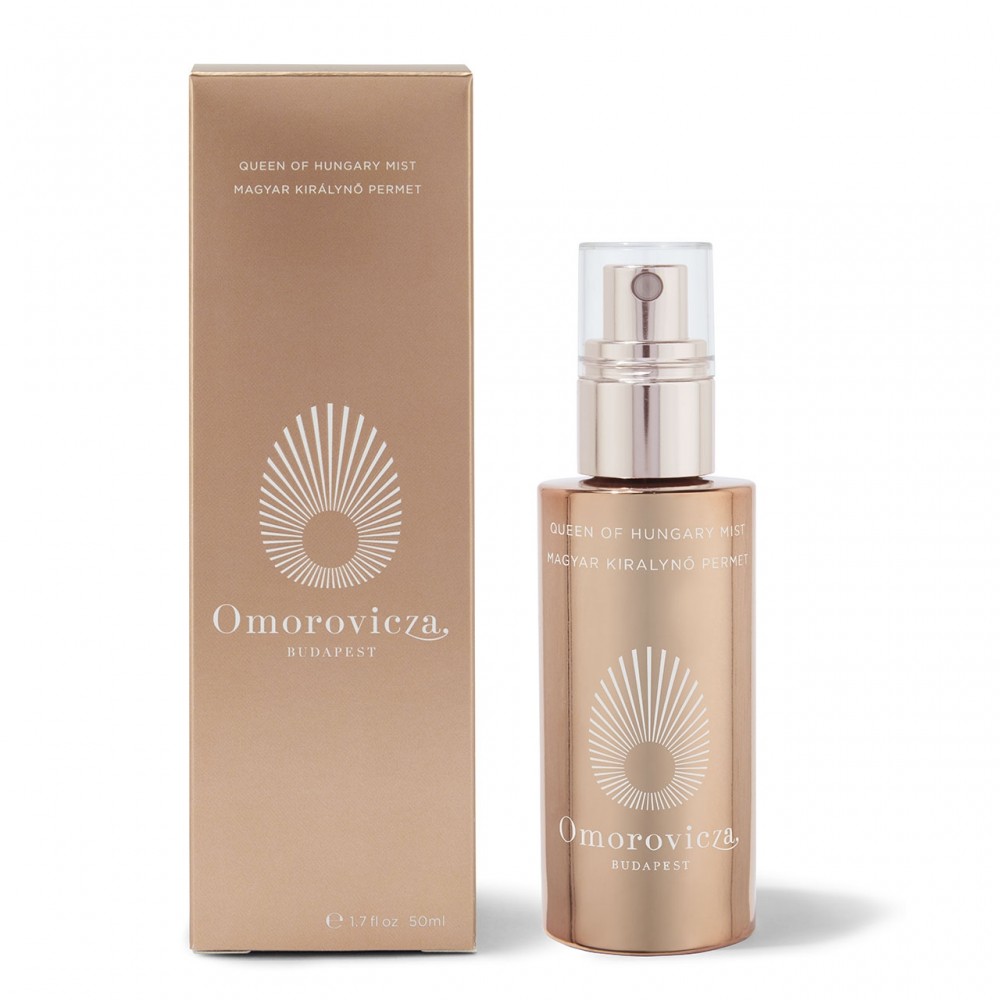 QUEEN OF HUNGARY MIST
MAGYAR KIRÁLYNŐ PERMET
Omorovicza
BUDAPEST
℮ 1.7 fl oz 50ml
QUEEN OF HUNGARY MIST
MAGYAR KIRALYNŐ PERMET
Omorovicza
BUDAPEST